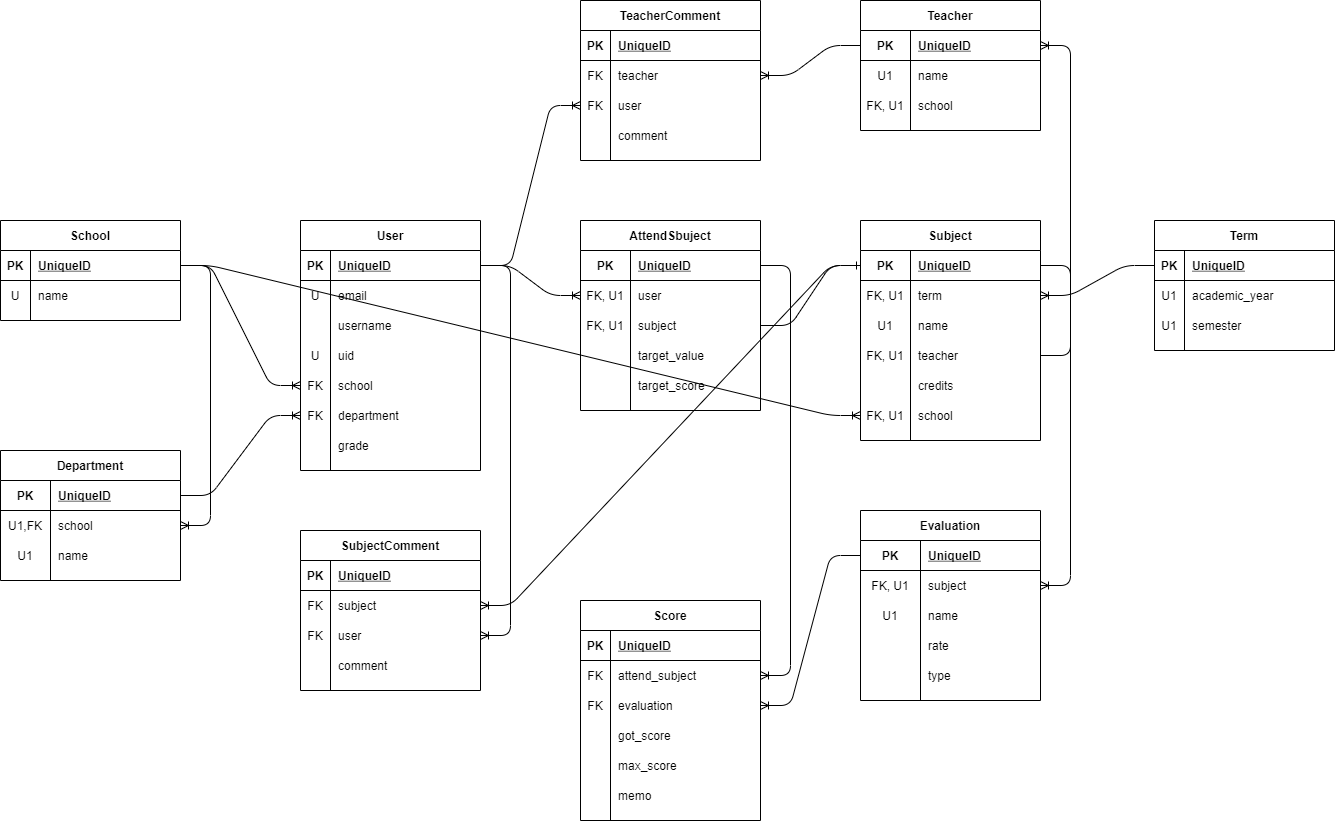 TeacherComment
PK UniqueID
FK teacher
FK user
comment
Teacher
PK UniqueID
U1 name
FK, U1 school
School
PK UniqueID
U name
User
PK UniqueID
U email
username
U uid
FK school
FK department
grade
AttendSbuject
PK UniqueID
FK, U1 user
FK, U1 subject
target_value
target_score
Subject
PK UniqueID
FK, U1 term
U1 name
FK, U1 teacher
credits
FK, U1 school
Term
PK UniqueID
U1 academic_year
U1 semester
Department
PK UniqueID
U1,FK school
U1 name
SubjectComment
PK UniqueID
FK subject
FK user
comment
Score
PK UniqueID
FK attend_subject
FK evaluation
got_score
max_score
memo
Evaluation
PK UniqueID
FK, U1 subject
U1 name
rate
type